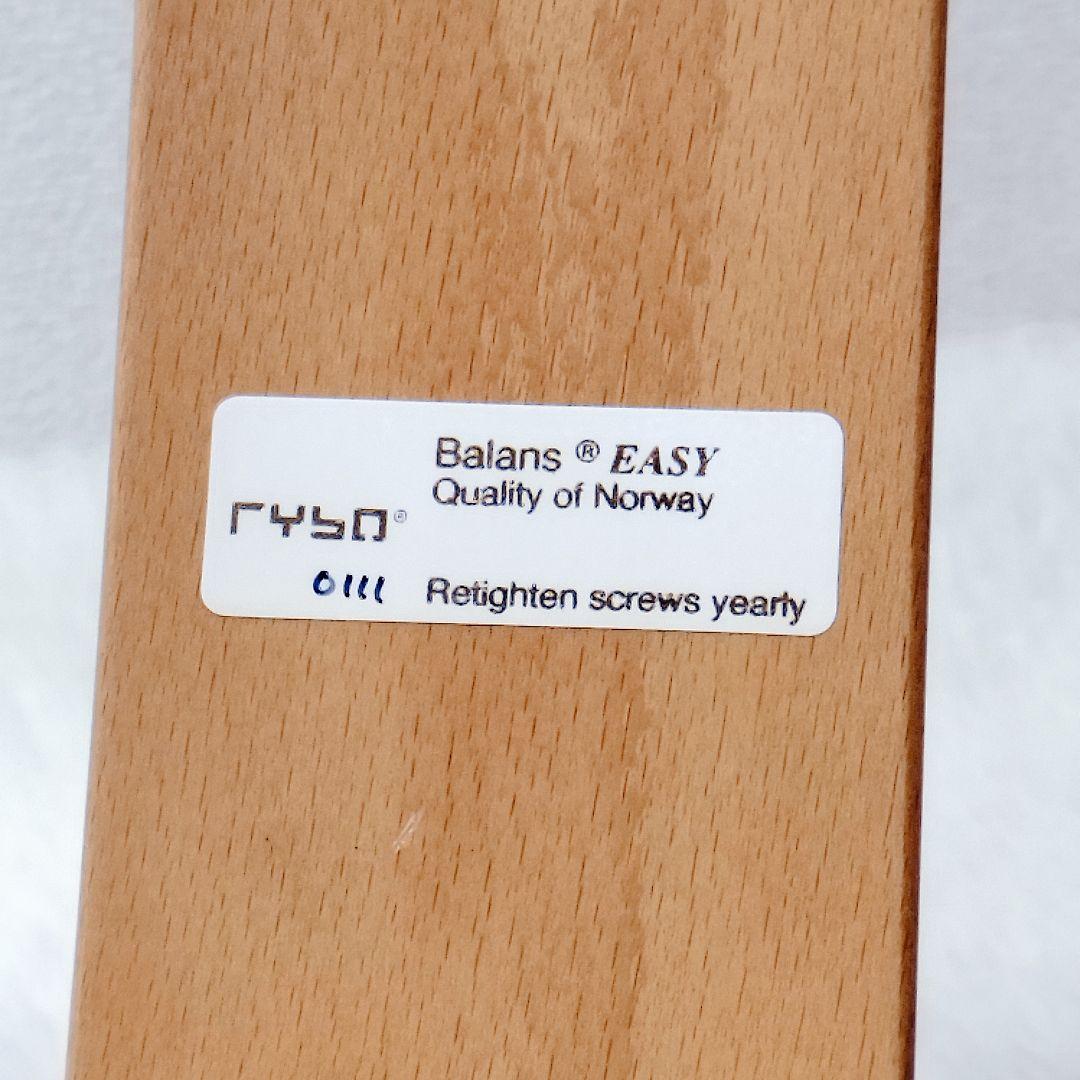 Balans ® EASY
Quality of Norway
rybo®
0111 Retighten screws yearly